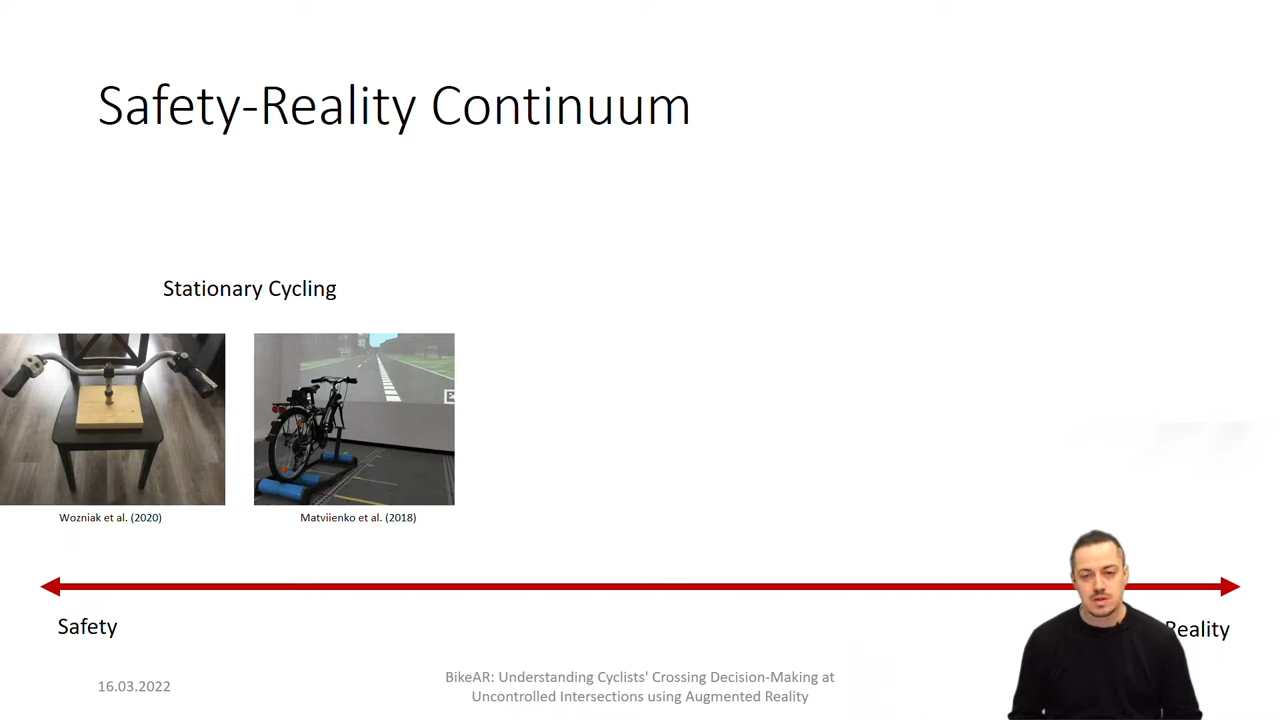 Safety-Reality Continuum
Stationary Cycling
Wozniak et al. (2020)
Matviienko et al. (2018)
Safety
Reality
16.03.2022
BikeAR: Understanding Cyclists' Crossing Decision-Making at
Uncontrolled Intersections using Augmented Reality